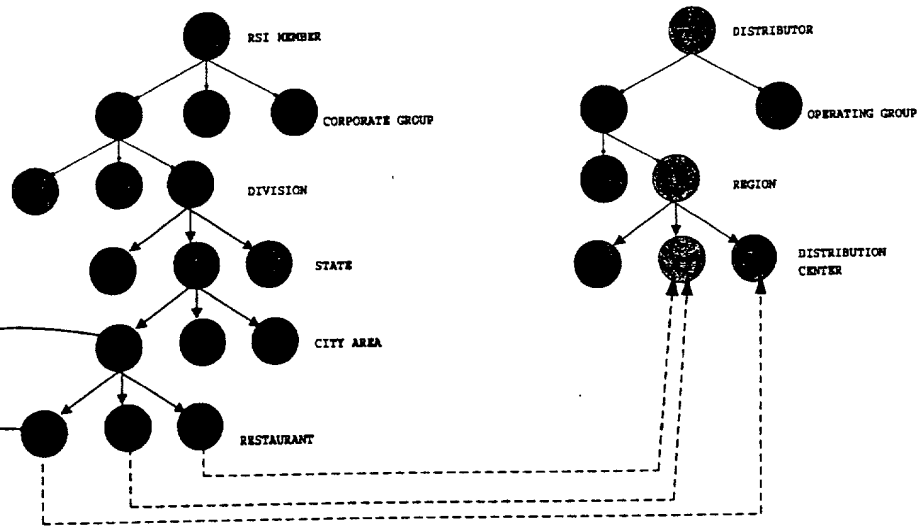 RSI MEMBER
DISTRIBUTOR
CORPORATE GROUP
OPERATING GROUP
DIVISION
REGION
STATE
DISTRIBUTION
CENTER
CITY AREA
RESTAURANT